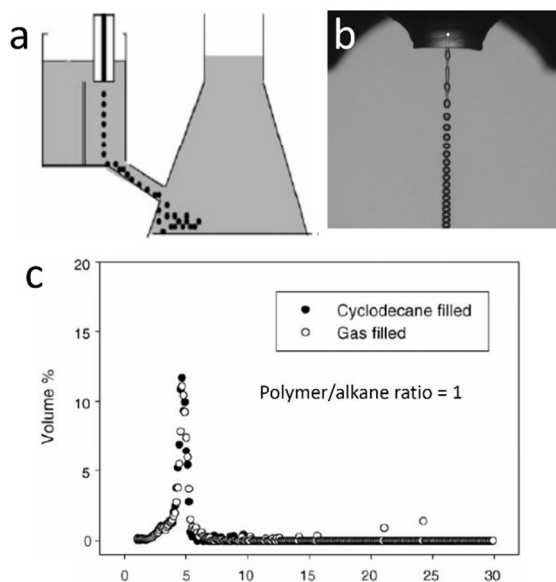 a
b
c
20
15
10
5
0
Volume %
Cyclodecane filled
Gas filled
Polymer/alkane ratio = 1
0 5 10 15 20 25 30